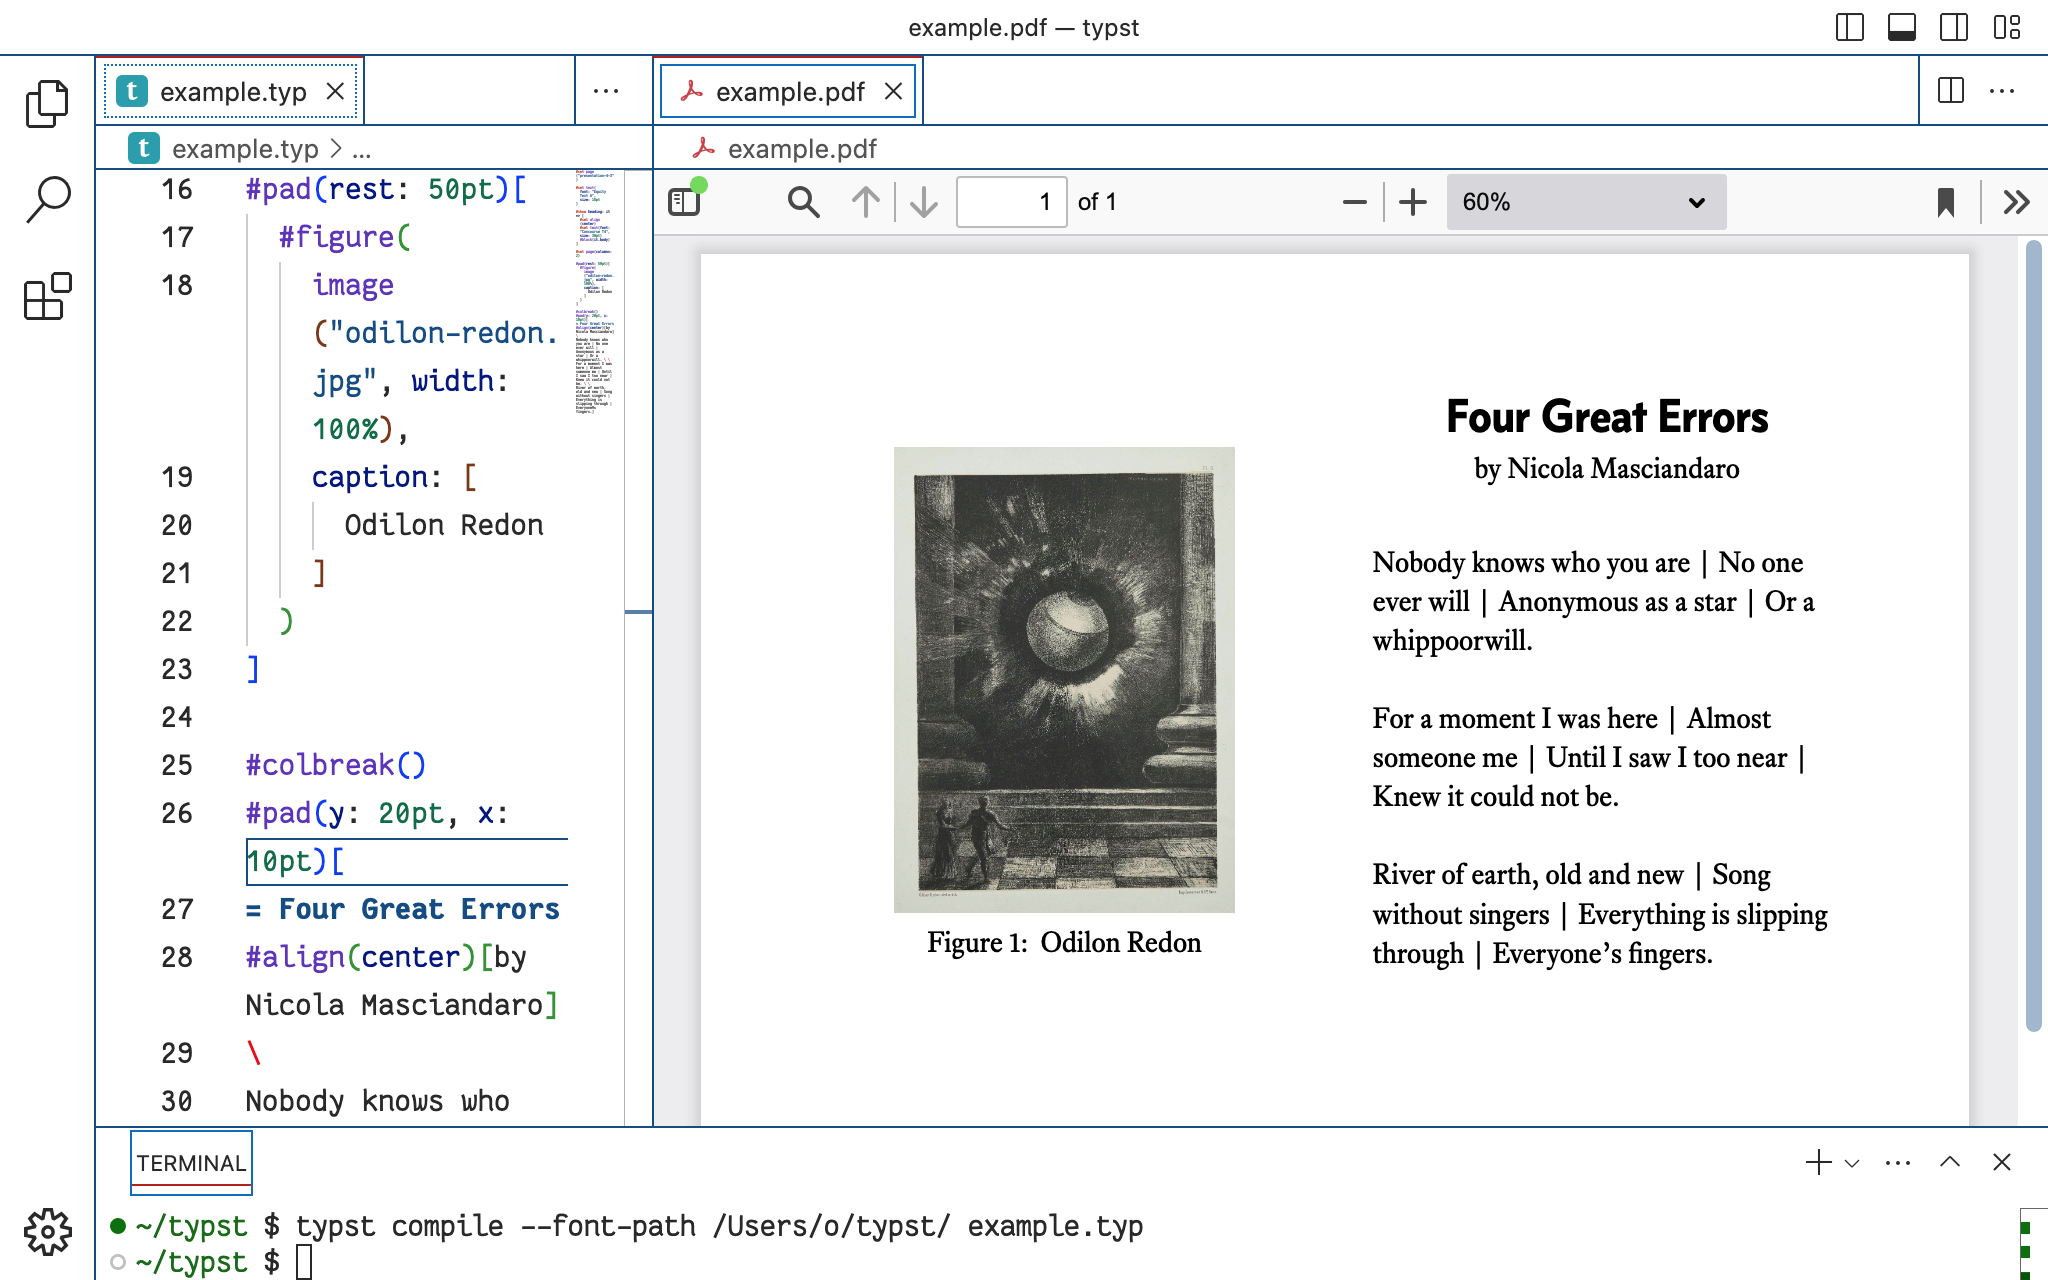 example.pdf — typst
example.typ
example.pdf
example.typ > ...
example.pdf
1 of 1
60%
16 #pad(rest: 50pt)[
17 #figure(
18 image
("odilon-redon.
jpg", width:
100%),
19 caption: [
20 Odilon Redon
21 ]
22 )
23 ]
24
25 #colbreak()
26 #pad(y: 20pt, x:
10pt)[
27 = Four Great Errors
28 #align(center)[by
Nicola Masciandaro]
29 \
30 Nobody knows who
Figure 1: Odilon Redon
Four Great Errors
by Nicola Masciandaro
Nobody knows who you are | No one
ever will | Anonymous as a star | Or a
whippoorwill.
For a moment I was here | Almost
someone me | Until I saw I too near |
Knew it could not be.
River of earth, old and new | Song
without singers | Everything is slipping
through | Everyone’s fingers.
TERMINAL
~/typst $ typst compile --font-path /Users/o/typst/ example.typ
~/typst $